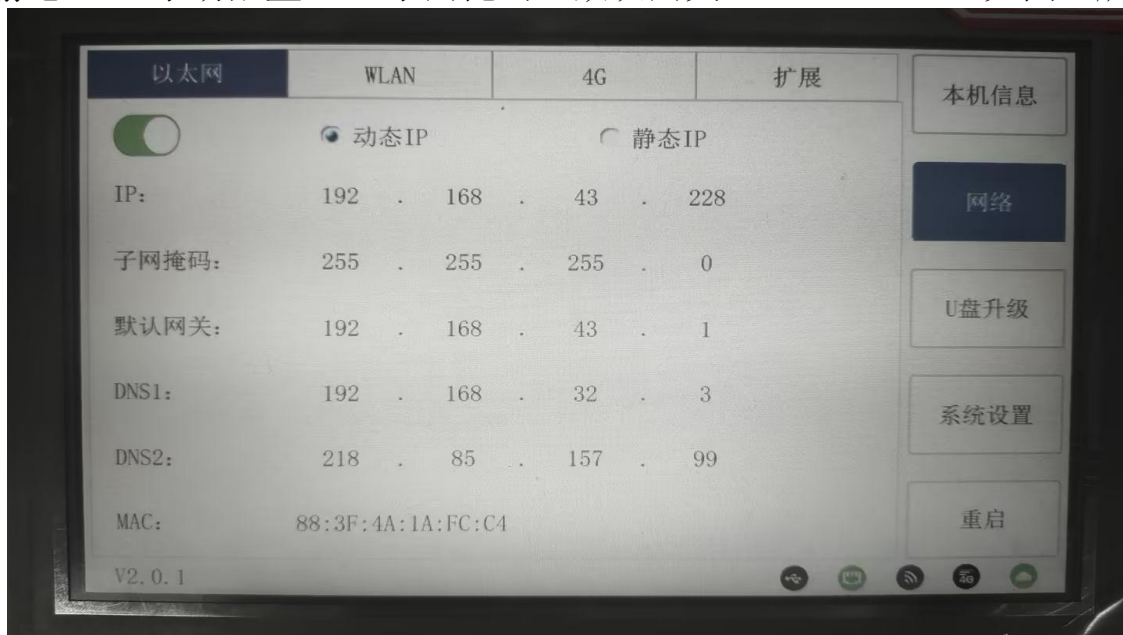 以太网 WLAN 4G 扩展 本机信息
动态IP 静态IP
IP: 192 . 168 . 43 . 228 网络
子网掩码: 255 . 255 . 255 . 0
默认网关: 192 . 168 . 43 . 1 U盘升级
DNS1: 192 . 168 . 32 . 3 系统设置
DNS2: 218 . 85 . 157 . 99
MAC: 88:3F:4A:1A:FC:C4 重启
V2.0.1 4G